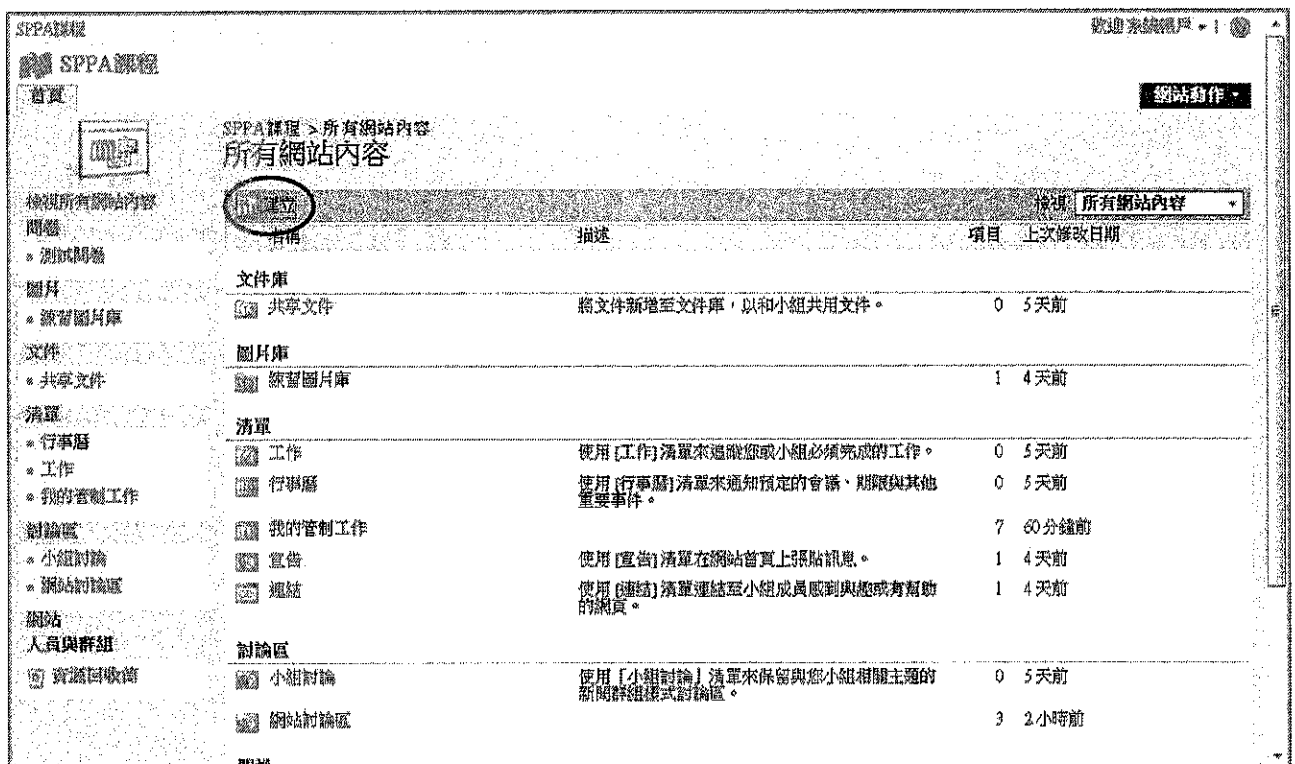 SPPA課程
歡迎 系統帳戶
SPPA課程
首頁
網站動作
SPPA課程 > 所有網站內容
所有網站內容
建立
檢視: 所有網站內容
名稱 描述 項目 上次修改日期
檢視所有網站內容
問卷
測試問卷
圖片
練習圖片庫
文件
共享文件
清單
行事曆
工作
我的管制工作
討論區
小組討論
網站討論區
網站
人員與群組
資源回收筒
文件庫
共享文件 將文件新增至文件庫,以和小組共用文件。 0 5 天前
圖片庫
練習圖片庫 1 4 天前
清單
工作 使用 [工作] 清單來追蹤您或小組必須完成的工作。 0 5 天前
行事曆 使用 [行事曆] 清單來通知預定的會議、期限與其他 0 5 天前
重要事件。
我的管制工作 7 60 分鐘前
宣告 使用 [宣告] 清單在網站首頁上張貼訊息。 1 4 天前
連結 使用 [連結] 清單連結至小組成員感到興趣或有幫助 1 4 天前
的網頁。
討論區
小組討論 使用「小組討論」清單來保留與您小組相關主題的 0 5 天前
新聞群組樣式討論區。
網站討論區 3 2 小時前